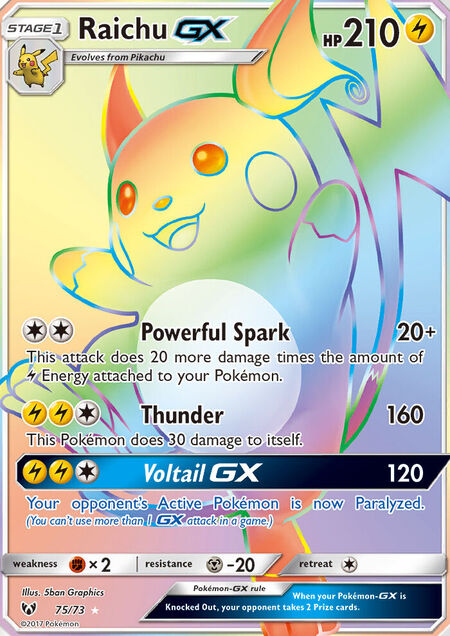 STAGE1 Raichu GX HP210
Evolves from Pikachu
Powerful Spark 20+
This attack does 20 more damage times the amount of
Energy attached to your Pokémon.
Thunder 160
This Pokémon does 30 damage to itself.
Voltail GX 120
Your opponent's Active Pokémon is now Paralyzed.
(You can't use more than 1 GX attack in a game.)
weakness ×2 resistance -20 retreat
Illus. 5ban Graphics
75/73
©2017 Pokémon
Pokémon-GX rule
When your Pokémon-GX is
Knocked Out, your opponent takes 2 Prize cards.